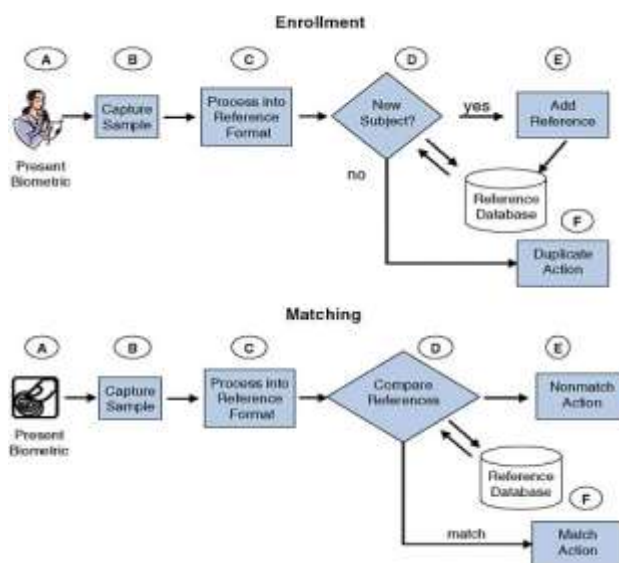 Enrollment
A
B
C
D
E
Present
Biometric
Capture
Sample
Process into
Reference
Format
New
Subject?
yes
Add
Reference
no
Reference
Database
F
Duplicate
Action
Matching
A
B
C
D
E
Present
Biometric
Capture
Sample
Process into
Reference
Format
Compare
References
Nonmatch
Action
Reference
Database
F
match
Match
Action